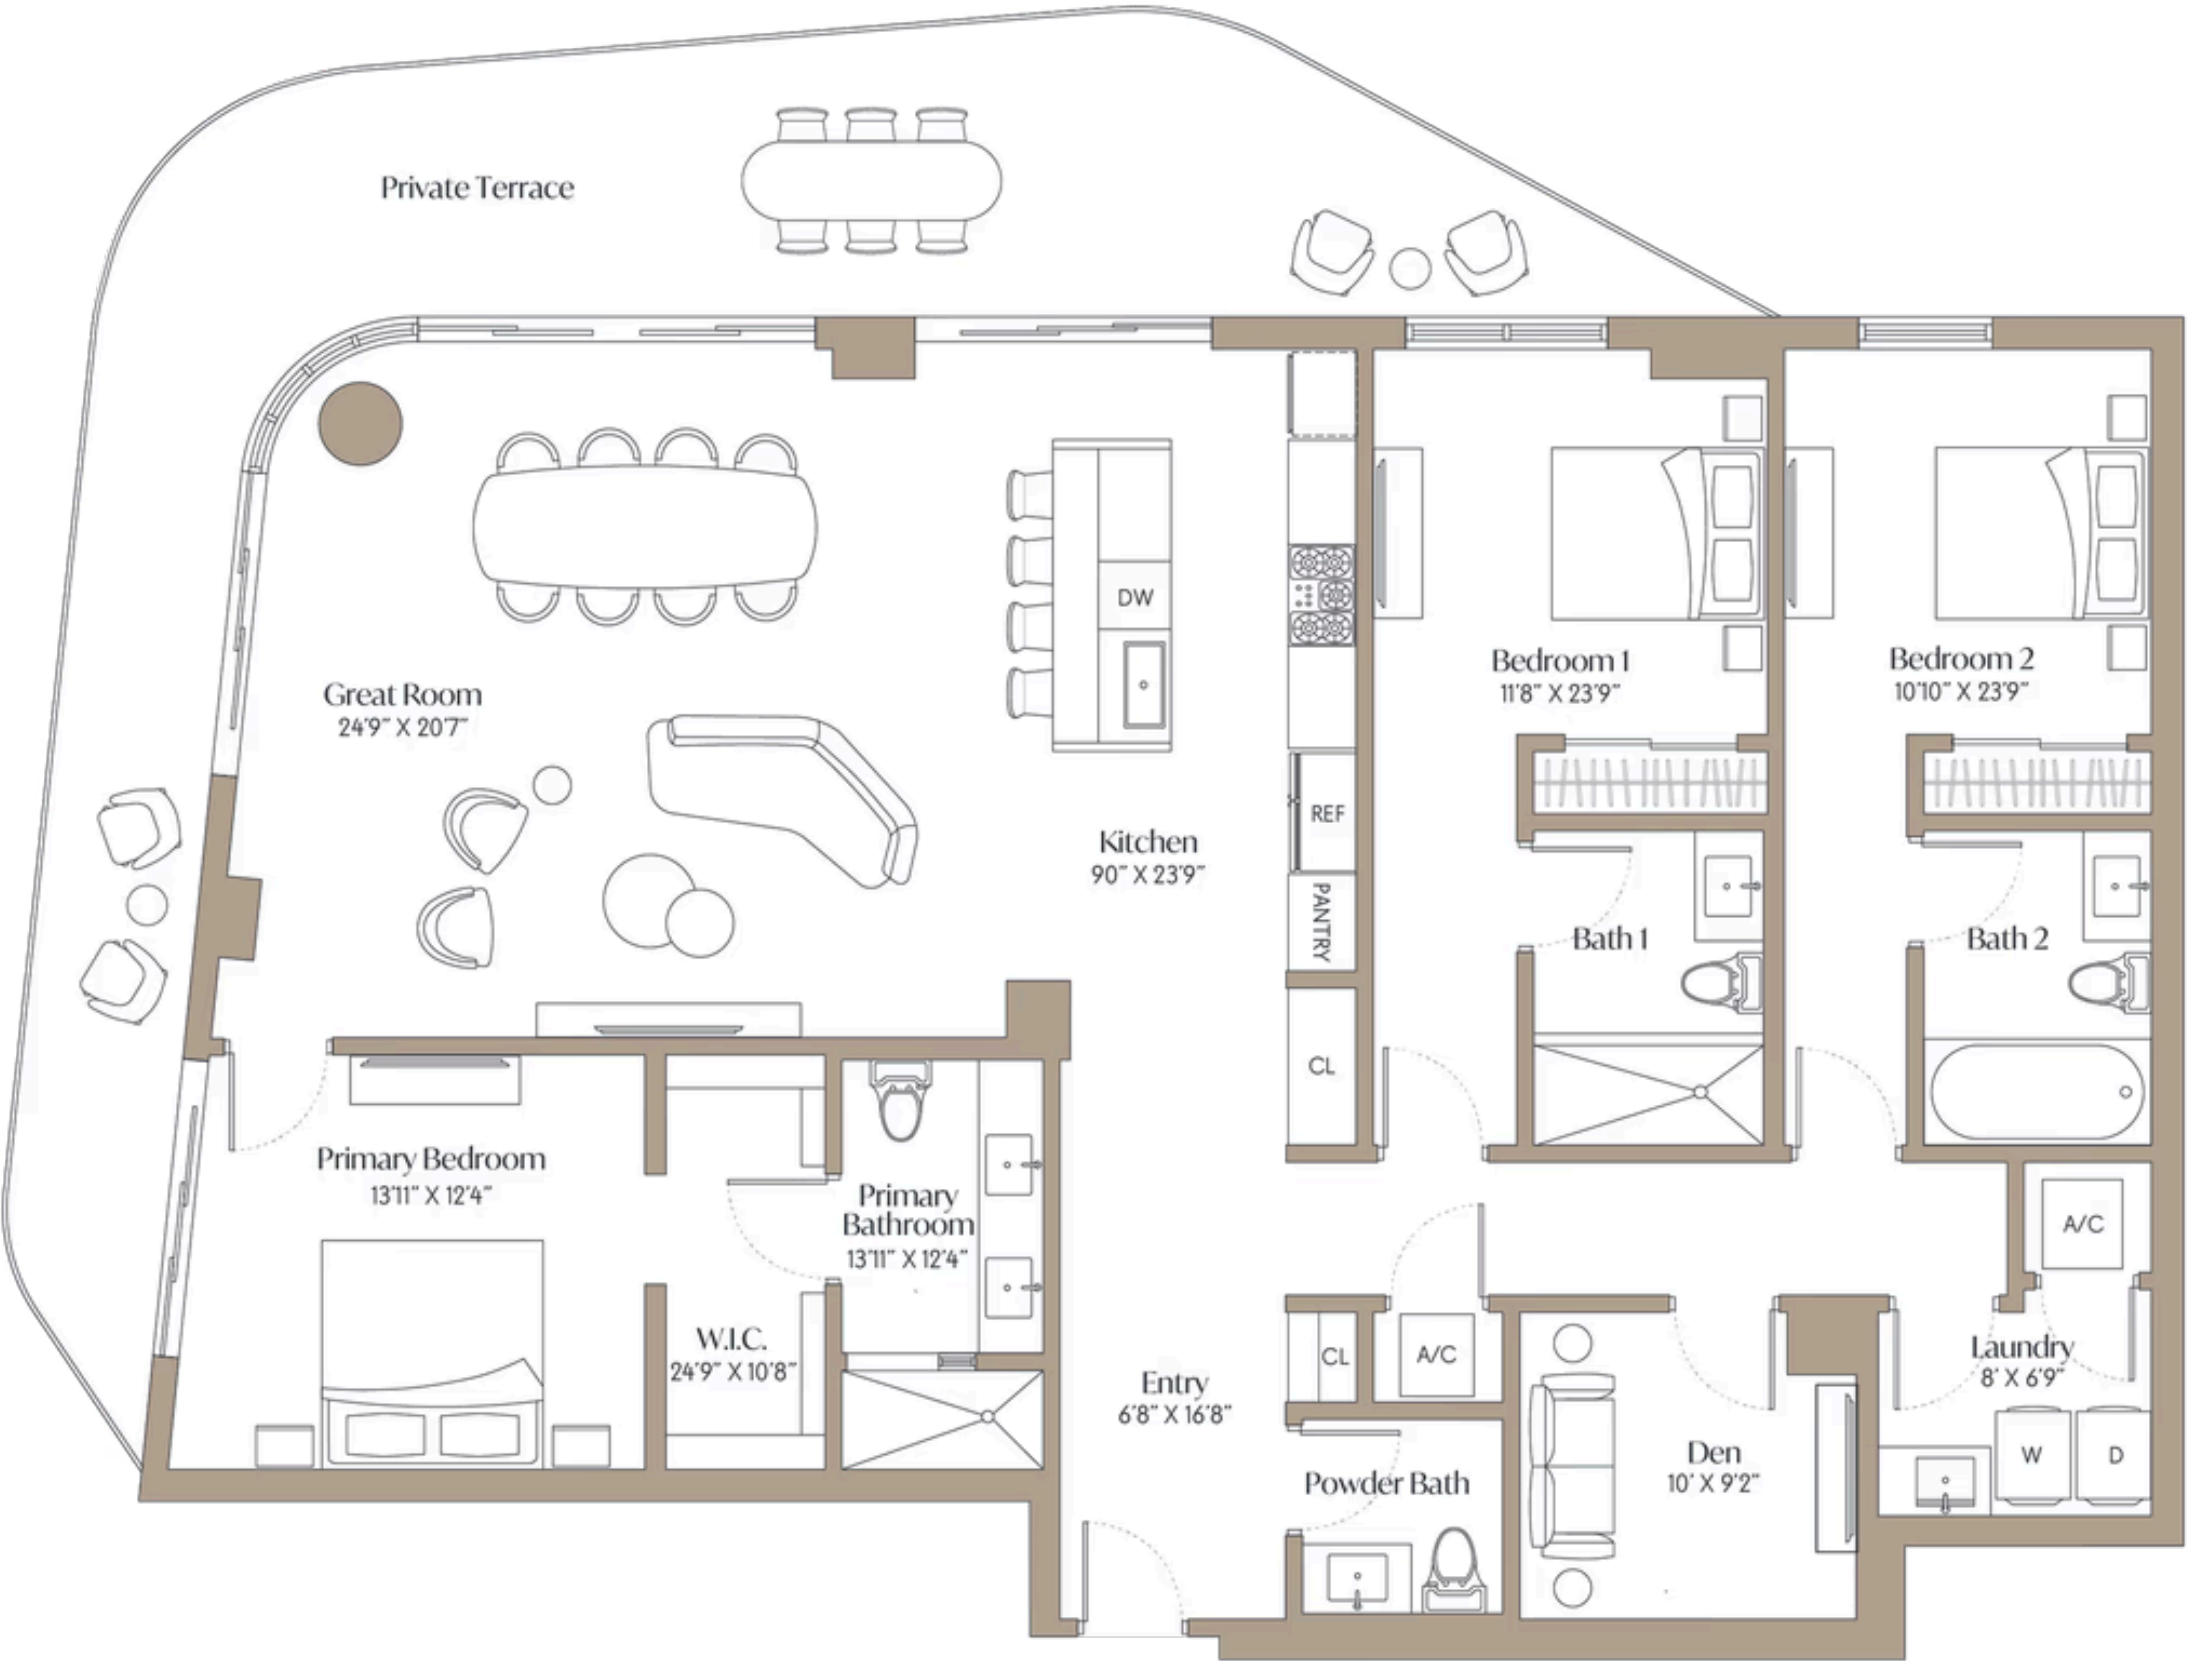 Private Terrace
DW
Great Room
24'9" X 20'7"
Bedroom 1
11'8" X 23'9"
Bedroom 2
10'10" X 23'9"
REF
Kitchen
90" X 23'9"
PANTRY
Bath 1
Bath 2
CL
Primary Bedroom
13'11" X 12'4"
Primary
Bathroom
13'11" X 12'4"
A/C
W.I.C.
24'9" X 10'8"
CL
A/C
Laundry
8' X 6'9"
Entry
6'8" X 16'8"
Den
10' X 9'2"
W
D
Powder Bath